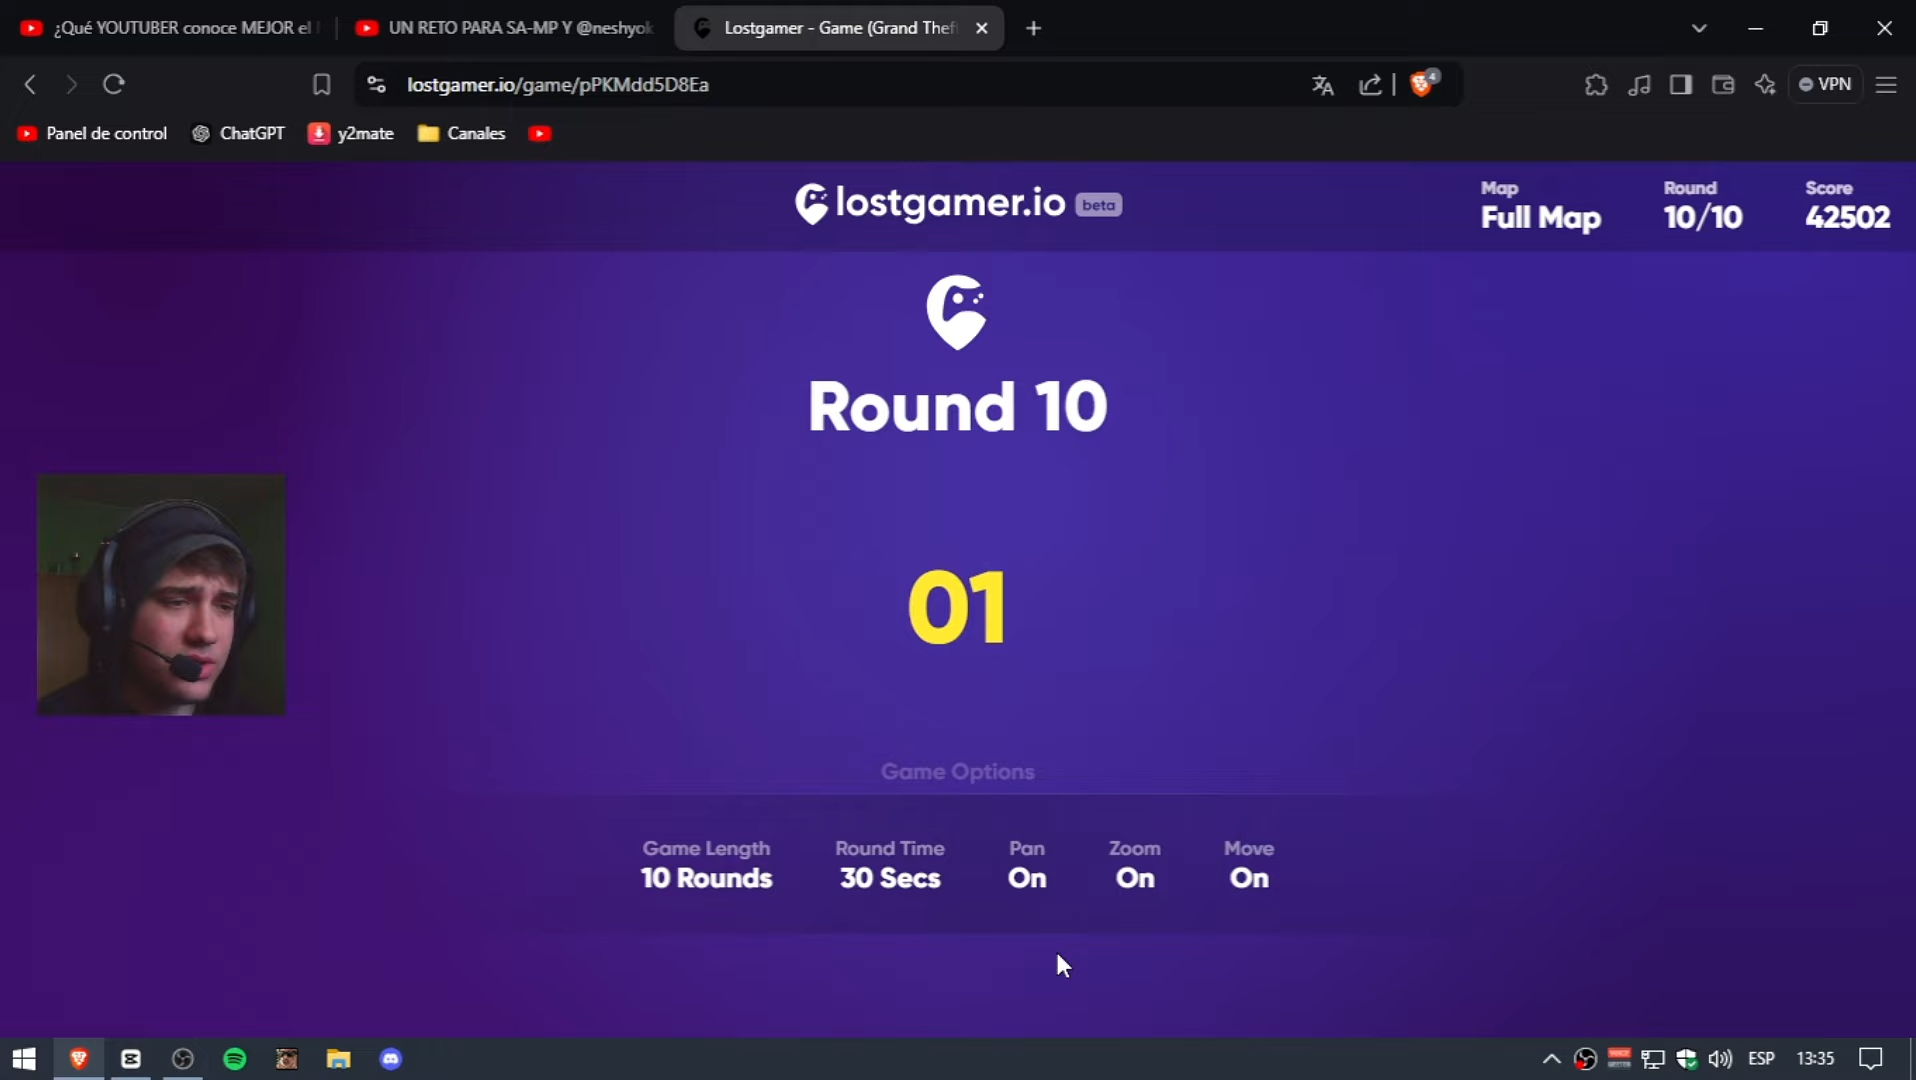 ¿Qué YOUTUBER conoce MEJOR el
UN RETO PARA SA-MP Y @neshyok
Lostgamer - Game (Grand Thef
lostgamer.io/game/pPKMdd5D8Ea
4
VPN
Panel de control
ChatGPT
y2mate
Canales
lostgamer.io beta
Map
Full Map
Round
10/10
Score
42502
Round 10
01
Game Options
Game Length
10 Rounds
Round Time
30 Secs
Pan
On
Zoom
On
Move
On
ESP
13:35